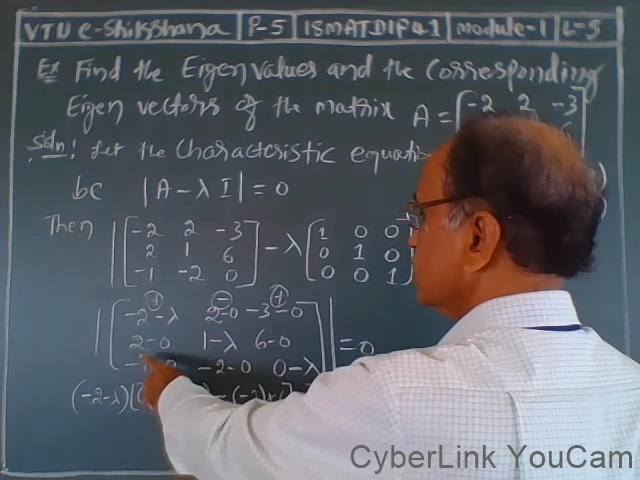 VTU e-Shikshana P-5 18MATDIP41 Module-1 L-5
Ex Find the Eigen values and the Corresponding
Eigen vectors of the matrix A = [-2 2 -3
Soln: Let the Characteristic equation
be |A - λ I| = 0
Then |[-2 2 -3 - λ [1 0 0
2 1 6 0 1 0
-1 -2 0] 0 0 1]
|[-2-λ 2-0 -3-0
2-0 1-λ 6-0 = 0
-2-0 0-λ]|
(-2-λ)[ -(-2)×
CyberLink YouCam